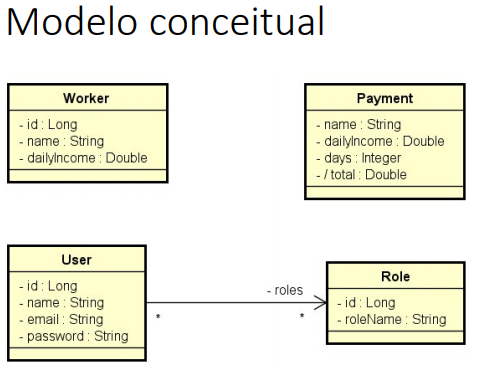 Modelo conceitual
Worker
- id : Long
- name : String
- dailyIncome : Double
Payment
- name : String
- dailyIncome : Double
- days : Integer
- / total : Double
User
- id : Long
- name : String
- email : String
- password : String
- roles
*
*
Role
- id : Long
- roleName : String